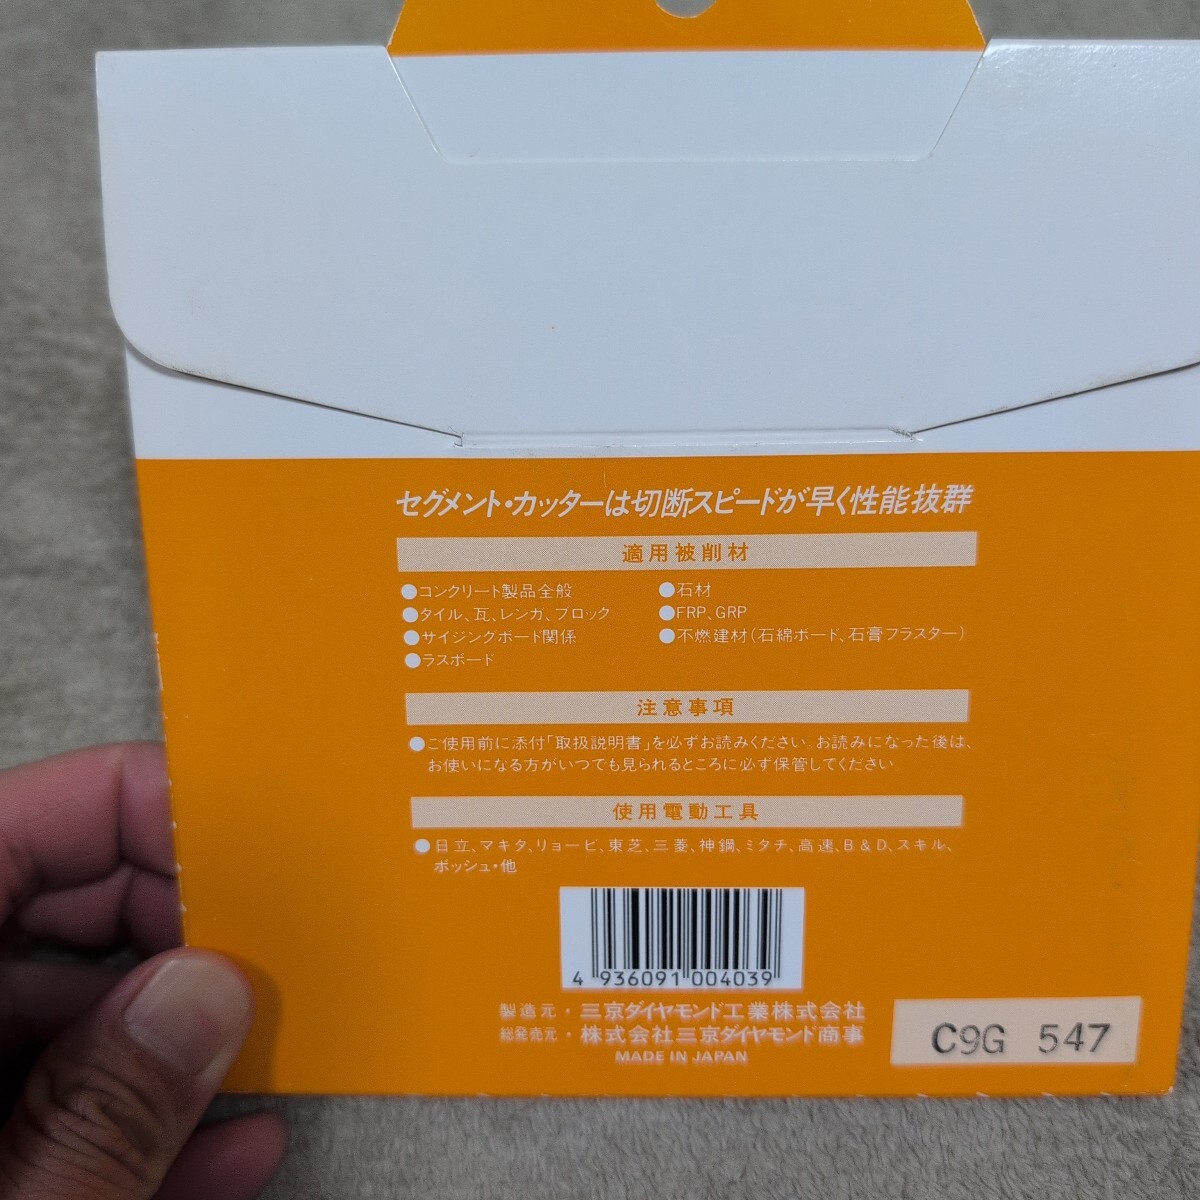 セグメント・カッターは切断スピードが早く性能抜群
適用被削材
●コンクリート製品全般
●タイル、瓦、レンガ、ブロック
●サイジングボード関係
●ラスボード
●石材
●FRP、GRP
●不燃建材（石綿ボード、石膏プラスター）
注意事項
●ご使用前に添付「取扱説明書」を必ずお読みください。お読みになった後は、
お使いになる方がいつでも見られるところに必ず保管してください。
使用電動工具
●日立、マキタ、リョービ、東芝、三菱、神鋼、ミタチ、高速、B&D、スキル、
ボッシュ・他
4 936091 004039
製造元・三京ダイヤモンド工業株式会社
総発売元・株式会社三京ダイヤモンド商事
MADE IN JAPAN
C9G 547